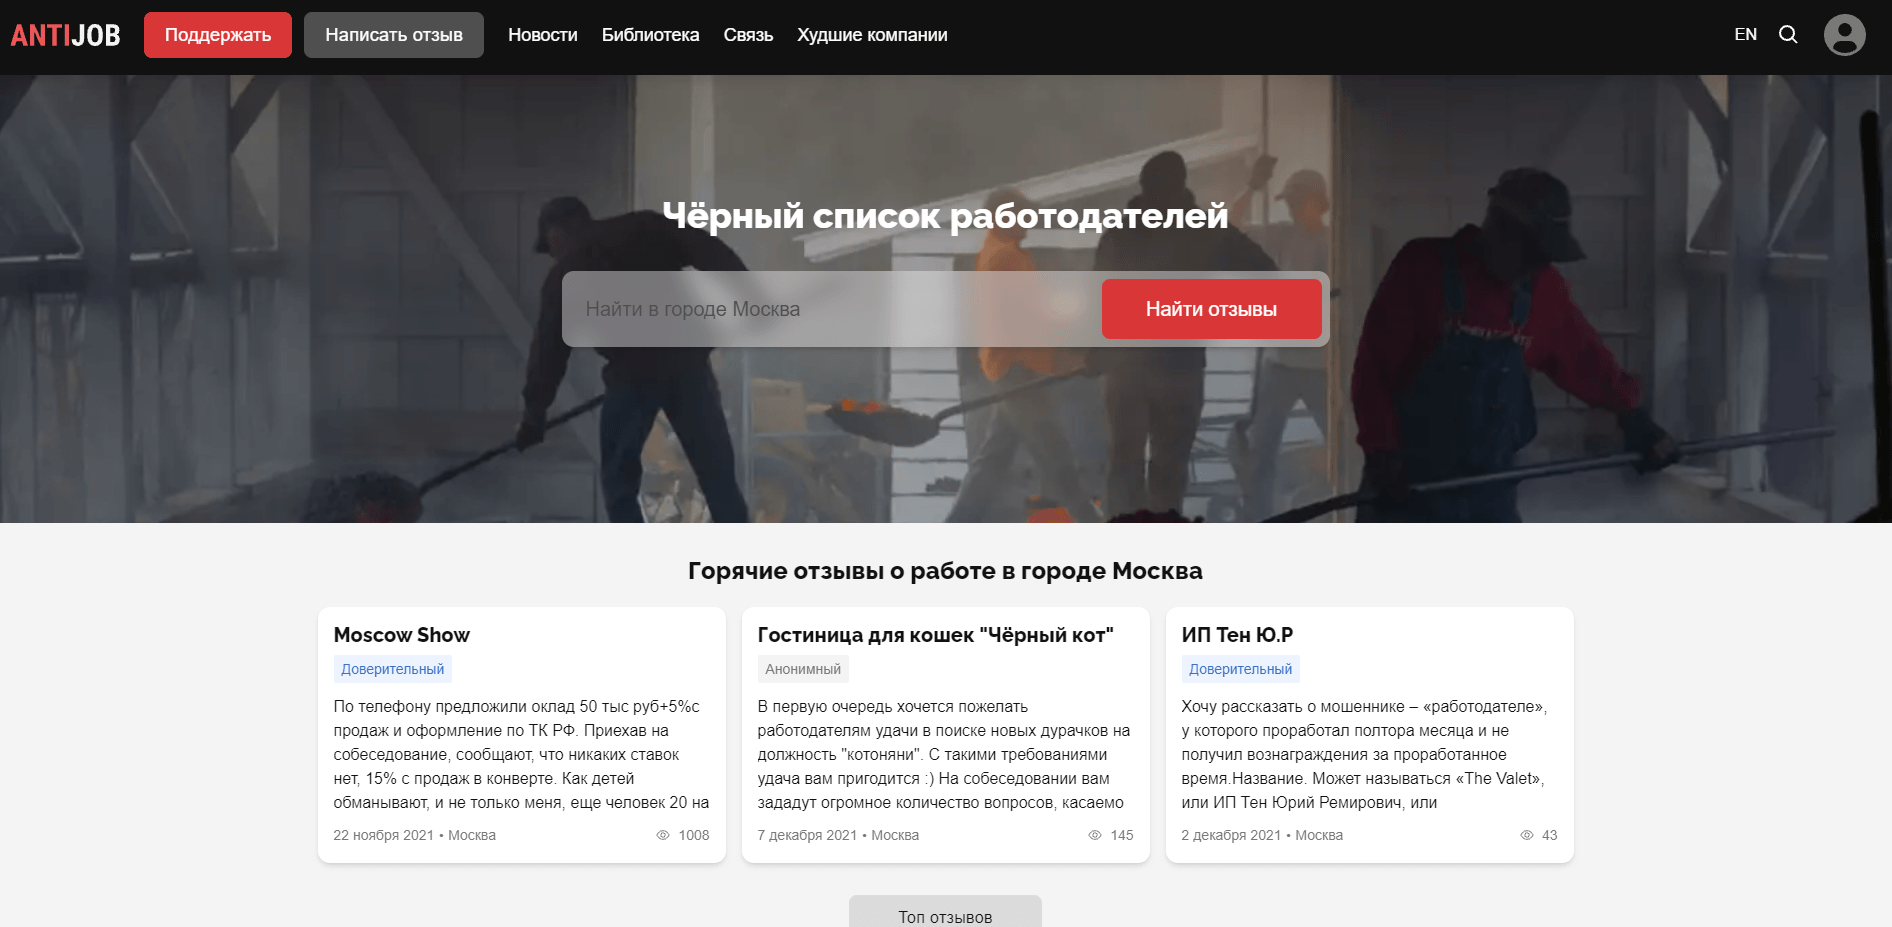 ANTIJOB Поддержать Написать отзыв Новости Библиотека Связь Худшие компании EN
Чёрный список работодателей
Найти в городе Москва Найти отзывы
Горячие отзывы о работе в городе Москва
Moscow Show
Доверительный
По телефону предложили оклад 50 тыс руб+5%с
продаж и оформление по ТК РФ. Приехав на
собеседование, сообщают, что никаких ставок
нет, 15% с продаж в конверте. Как детей
обманывают, и не только меня, еще человек 20 на
22 ноября 2021 • Москва 1008
Гостиница для кошек "Чёрный кот"
Анонимный
В первую очередь хочется пожелать
работодателям удачи в поиске новых дурачков на
должность "котоняни". С такими требованиями
удача вам пригодится :) На собеседовании вам
зададут огромное количество вопросов, касаемо
7 декабря 2021 • Москва 145
ИП Тен Ю.Р
Доверительный
Хочу рассказать о мошеннике – «работодателе»,
у которого проработал полтора месяца и не
получил вознаграждения за проработанное
время.Название. Может называться «The Valet»,
или ИП Тен Юрий Ремирович, или
2 декабря 2021 • Москва 43
Топ отзывов